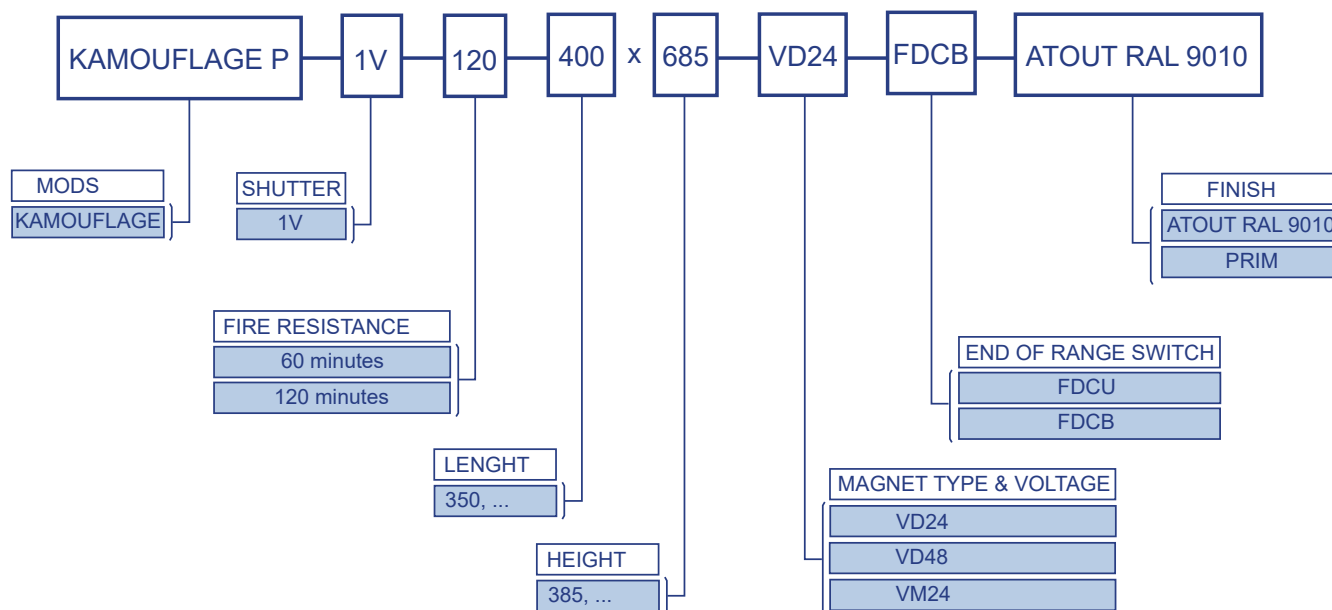 KAMOUFLAGE P 1V 120 400 x 685 VD24 FDCB ATOUT RAL 9010
MODS
KAMOUFLAGE
SHUTTER
1V
FINISH
ATOUT RAL 9010
PRIM
FIRE RESISTANCE
60 minutes
120 minutes
END OF RANGE SWITCH
FDCU
FDCB
LENGHT
350, ...
MAGNET TYPE & VOLTAGE
VD24
VD48
VM24
HEIGHT
385, ...